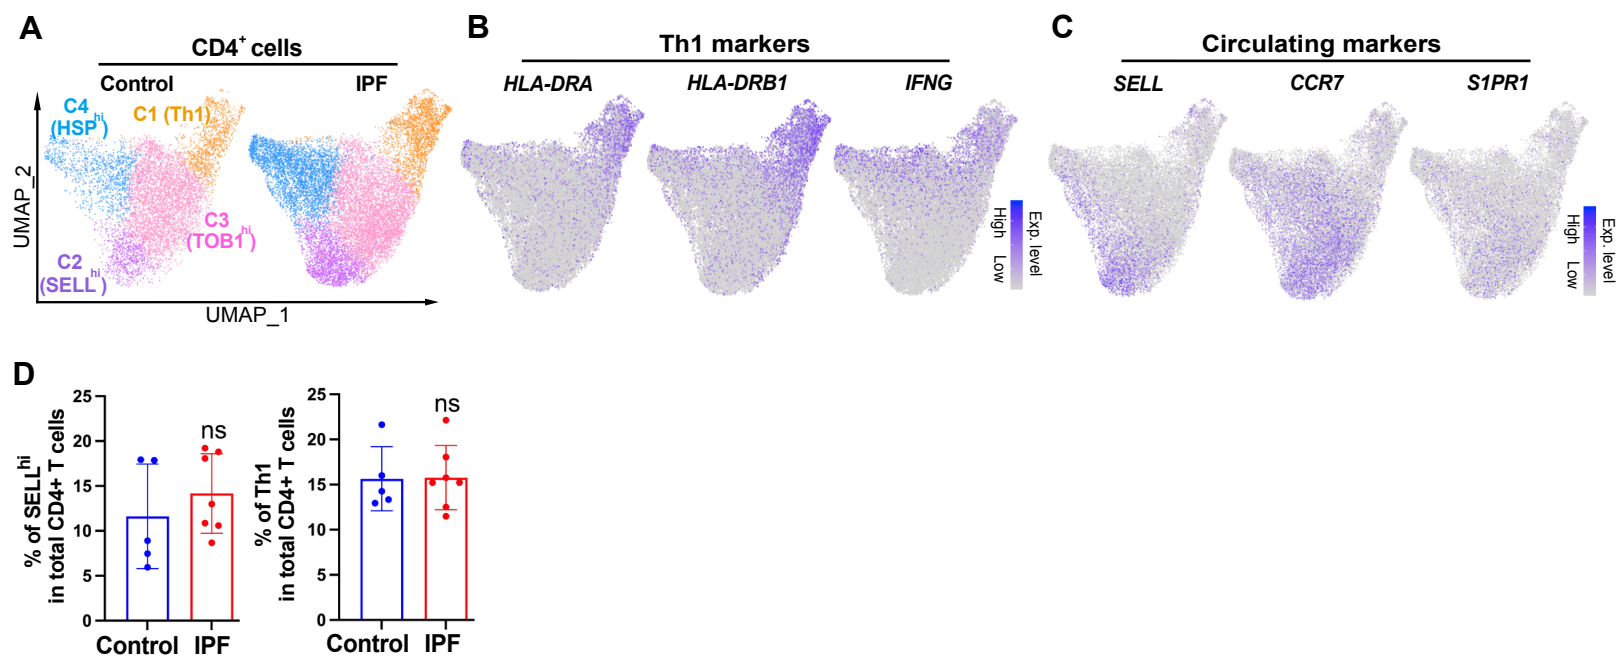 A
CD4+ cells
Control
IPF
C4
(HSPhi)
C1 (Th1)
C3
(TOB1hi)
C2
(SELLhi)
UMAP_2
UMAP_1
B
Th1 markers
HLA-DRA
HLA-DRB1
IFNG
Exp. level
High Low
C
Circulating markers
SELL
CCR7
S1PR1
Exp. level
High Low
D
% of SELLhi
in total CD4+ T cells
25
20
15
10
5
0
ns
Control
IPF
% of Th1
in total CD4+ T cells
25
20
15
10
5
0
ns
Control
IPF